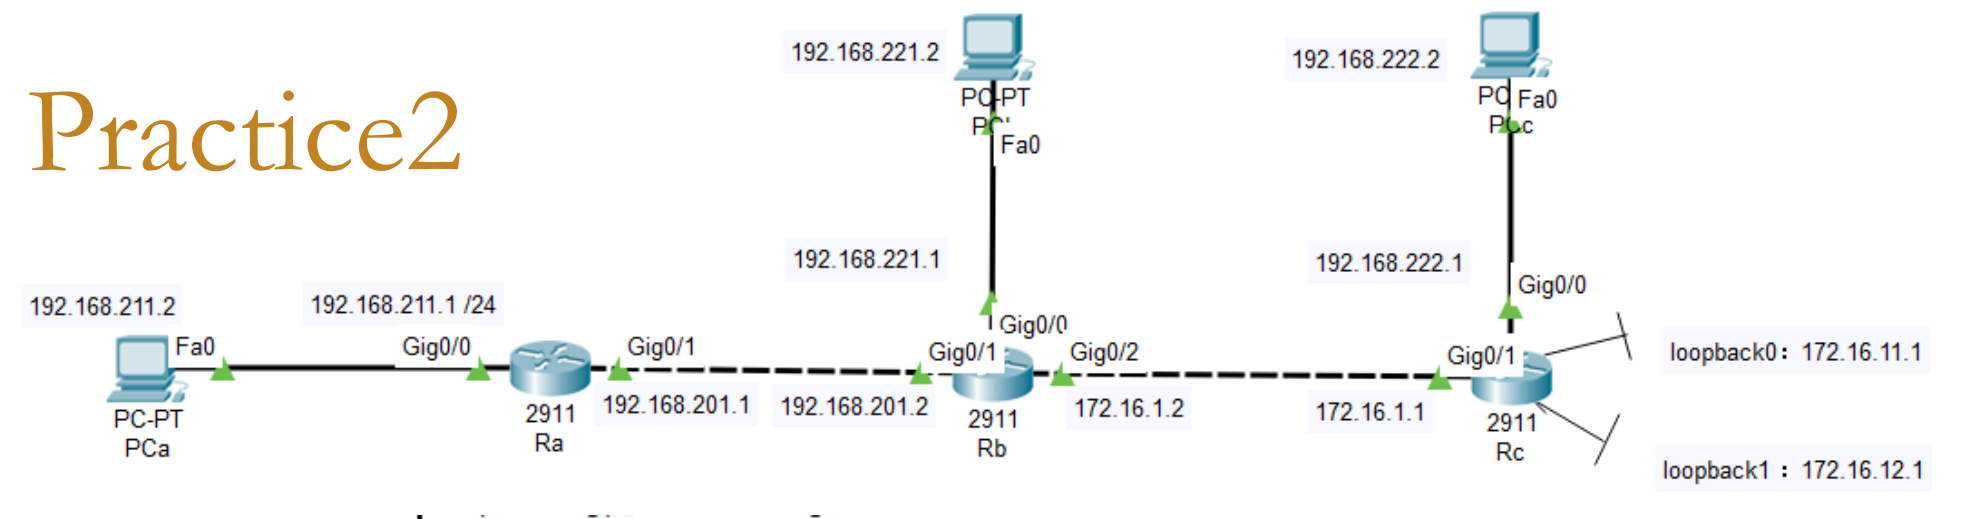 Practice2
192.168.221.2
PC-PT
Fa0
192.168.222.2
PC
Fa0
192.168.221.1
Gig0/0
192.168.222.1
Gig0/0
192.168.211.2
192.168.211.1 /24
Fa0
Gig0/0
Gig0/1
Gig0/1
Gig0/2
Gig0/1
loopback0: 172.16.11.1
192.168.201.1
192.168.201.2
172.16.1.2
172.16.1.1
PC-PT
PCa
2911
Ra
2911
Rb
2911
Rc
loopback1 : 172.16.12.1